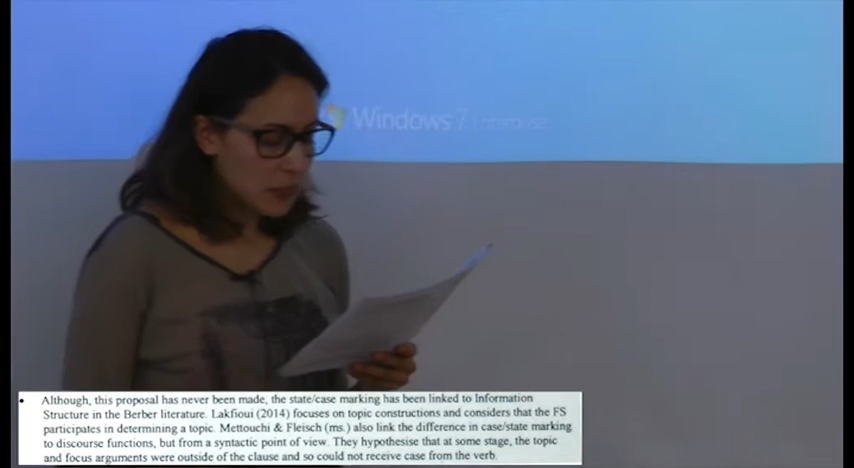 Windows 7 Enterprise
• Although, this proposal has never been made, the state/case marking has been linked to Information
Structure in the Berber literature. Lakfioui (2014) focuses on topic constructions and considers that the FS
participates in determining a topic. Mettouchi & Fleisch (ms.) also link the difference in case/state marking
to discourse functions, but from a syntactic point of view. They hypothesise that at some stage, the topic
and focus arguments were outside of the clause and so could not receive case from the verb.